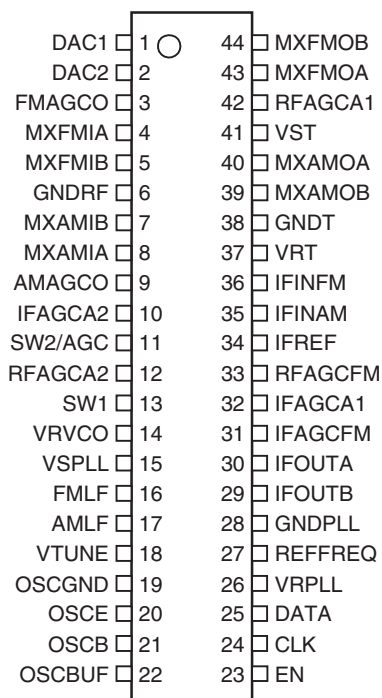 DAC1 1 44 MXFMOB
DAC2 2 43 MXFMOA
FMAGCO 3 42 RFAGCA1
MXFMIA 4 41 VST
MXFMIB 5 40 MXAMOA
GNDRF 6 39 MXAMOB
MXAMIB 7 38 GNDT
MXAMIA 8 37 VRT
AMAGCO 9 36 IFINFM
IFAGCA2 10 35 IFINAM
SW2/AGC 11 34 IFREF
RFAGCA2 12 33 RFAGCFM
SW1 13 32 IFAGCA1
VRVCO 14 31 IFAGCFM
VSPLL 15 30 IFOUTA
FMLF 16 29 IFOUTB
AMLF 17 28 GNDPLL
VTUNE 18 27 REFFREQ
OSCGND 19 26 VRPLL
OSCE 20 25 DATA
OSCB 21 24 CLK
OSCBUF 22 23 EN